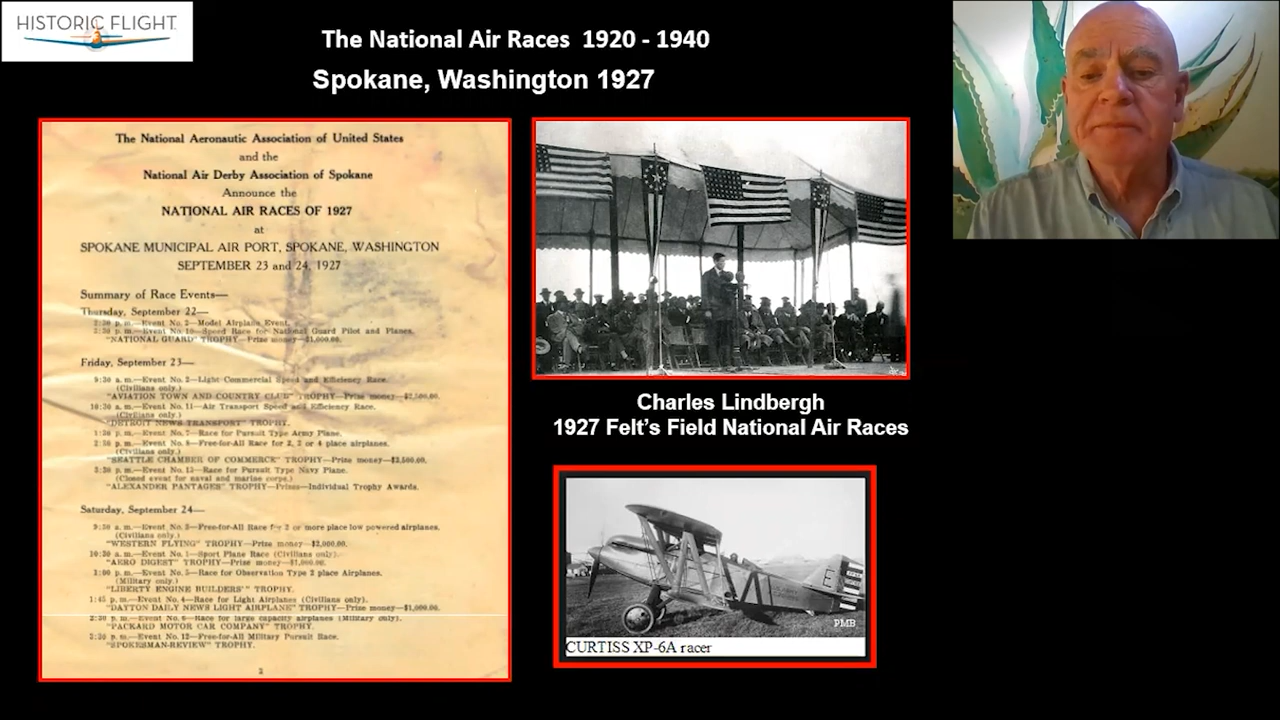 HISTORIC FLIGHT
The National Air Races 1920 - 1940
Spokane, Washington 1927
The National Aeronautic Association of United States
and the
National Air Derby Association of Spokane
Announce the
NATIONAL AIR RACES OF 1927
at
SPOKANE MUNICIPAL AIR PORT, SPOKANE, WASHINGTON
SEPTEMBER 23 and 24, 1927
Summary of Race Events—
Thursday, September 22—
p. m.—Event No. Model Airplane Event.
p. m.—Event No. Speed Race for National Guard Pilot and Planes.
"NATIONAL GUARD" TROPHY—Prize money—$1,000.00.
Friday, September 23—
9:30 a. m.—Event No. 2—Light Commercial Speed and Efficiency Race.
(Civilians only.)
"AVIATION TOWN AND COUNTRY CLUB" TROPHY—Prize money—$2,500.00.
10:30 a. m.—Event No. 11—Air Transport Speed and Efficiency Race.
(Civilians only.)
"DETROIT NEWS TRANSPORT" TROPHY.
1:30 p. m.—Event No. 7—Race for Pursuit Type Army Plane.
p. m.—Event No. Free-for-All Race for 2, 3 or 4 place airplanes.
(Civilians only.)
"SEATTLE CHAMBER OF COMMERCE" TROPHY—Prize money—$2,500.00.
3:30 p. m.—Event No. Race for Pursuit Type Navy Plane.
(Closed event for naval and marine corps.)
"ALEXANDER PANTAGES" TROPHY—Prizes—Individual Trophy Awards.
Saturday, September 24—
9:30 a. m.—Event No. 3—Free-for-All Race for 2 or more place low powered airplanes.
(Civilians only.)
"WESTERN FLYING" TROPHY—Prize money—$2,000.00.
10:30 a. m.—Event No. 1—Sport Plane Race (Civilians only).
"AERO DIGEST" TROPHY—Prize money—$1,000.00.
1:00 p. m.—Event No. 5—Race for Observation Type 2 place Airplanes.
(Military only.)
"LIBERTY ENGINE BUILDERS'" TROPHY.
1:45 p. m.—Event No. 4—Race for Light Airplanes (Civilians only).
"DAYTON DAILY NEWS LIGHT AIRPLANE" TROPHY—Prize money—$1,000.00.
2:30 p. m.—Event No. 6—Race for large capacity airplanes (Military only).
"PACKARD MOTOR CAR COMPANY" TROPHY.
3:30 p. m.—Event No. 12—Free-for-All Military Pursuit Race.
"SPOKESMAN-REVIEW" TROPHY.
Charles Lindbergh
1927 Felt's Field National Air Races
PMB
CURTISS XP-6A racer